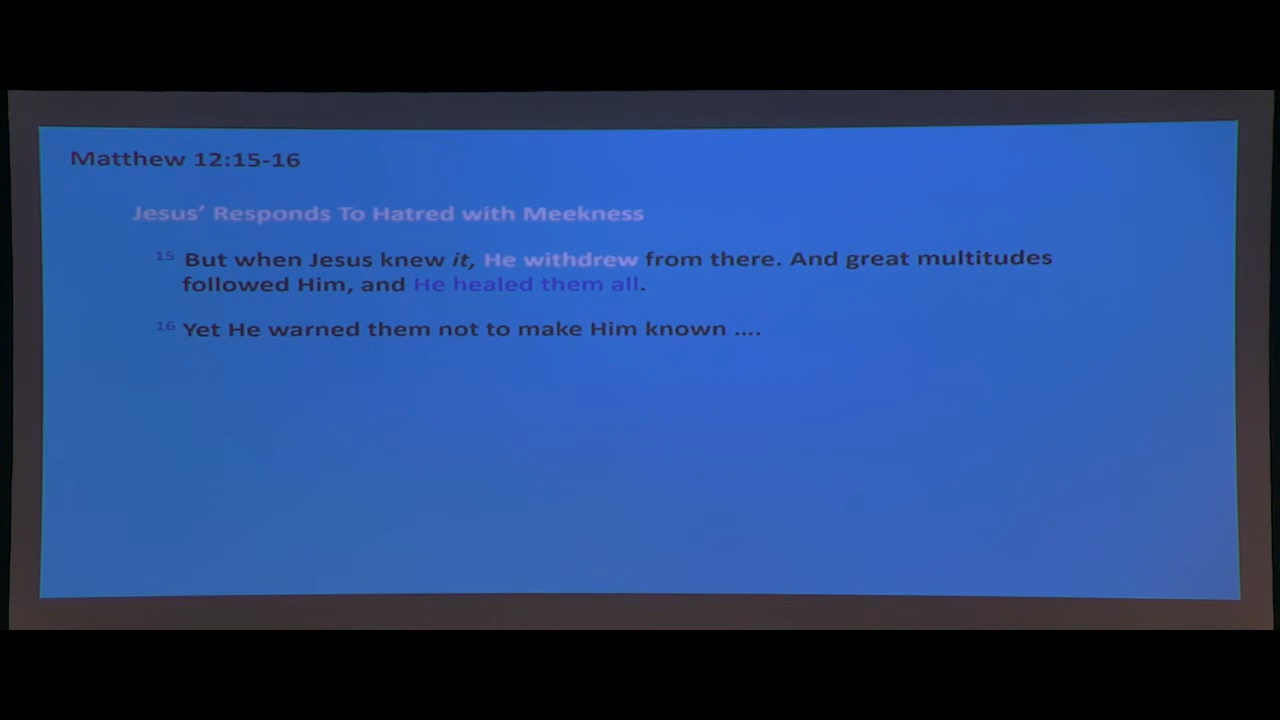 Matthew 12:15-16
Jesus’ Responds To Hatred with Meekness
15 But when Jesus knew it, He withdrew from there. And great multitudes
followed Him, and He healed them all.
16 Yet He warned them not to make Him known ....